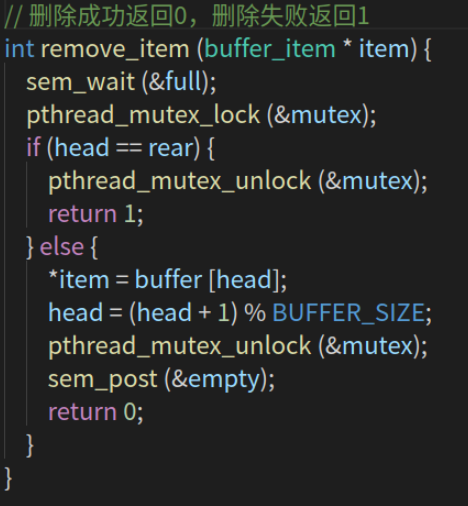 // 删除成功返回0，删除失败返回1
int remove_item (buffer_item * item) {
    sem_wait (&full);
    pthread_mutex_lock (&mutex);
    if (head == rear) {
        pthread_mutex_unlock (&mutex);
        return 1;
    } else {
        *item = buffer [head];
        head = (head + 1) % BUFFER_SIZE;
        pthread_mutex_unlock (&mutex);
        sem_post (&empty);
        return 0;
    }
}